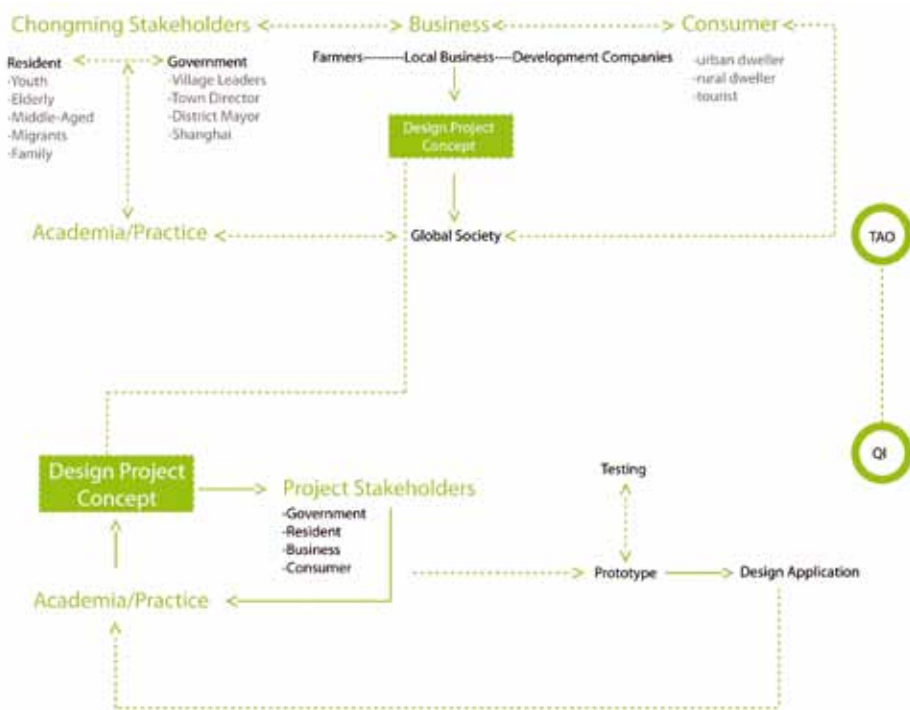 Chongming Stakeholders
Business
Consumer
Resident
-Youth
-Elderly
-Middle-Aged
-Migrants
-Family
Government
-Village Leaders
-Town Director
-District Mayor
-Shanghai
Farmers---------Local Business----Development Companies
-urban dweller
-rural dweller
-tourist
Design Project
Concept
Academia/Practice
Global Society
TAO
QI
Design Project
Concept
Project Stakeholders
-Government
-Resident
-Business
-Consumer
Testing
Prototype
Design Application
Academia/Practice